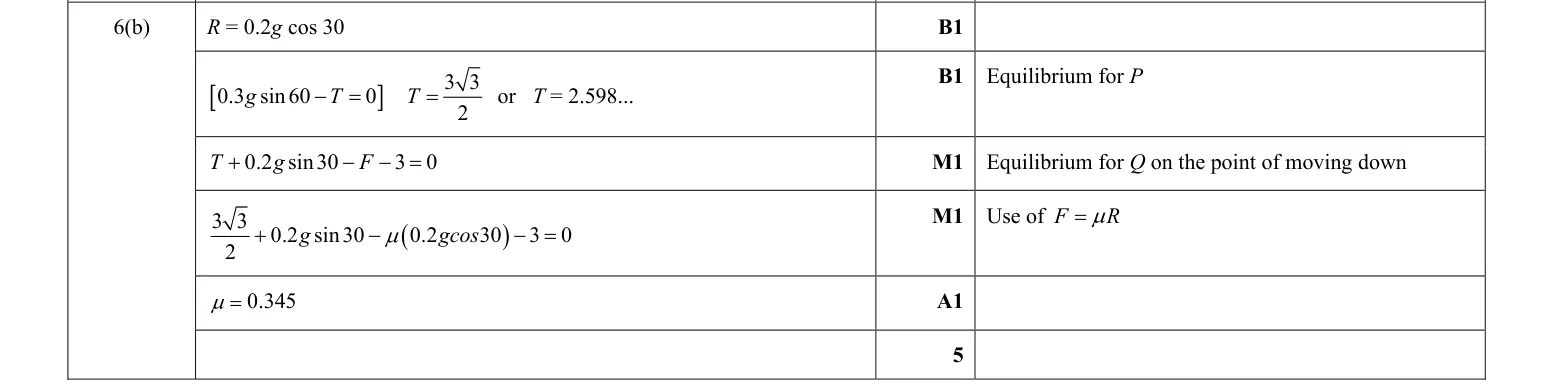 6(b) R = 0.2g cos 30 B1
[0.3g sin 60 − T = 0] T = 3√3/2 or T = 2.598... B1 Equilibrium for P
T + 0.2g sin 30 − F − 3 = 0 M1 Equilibrium for Q on the point of moving down
3√3/2 + 0.2g sin 30 − μ(0.2gcos30) − 3 = 0 M1 Use of F = μR
μ = 0.345 A1
5